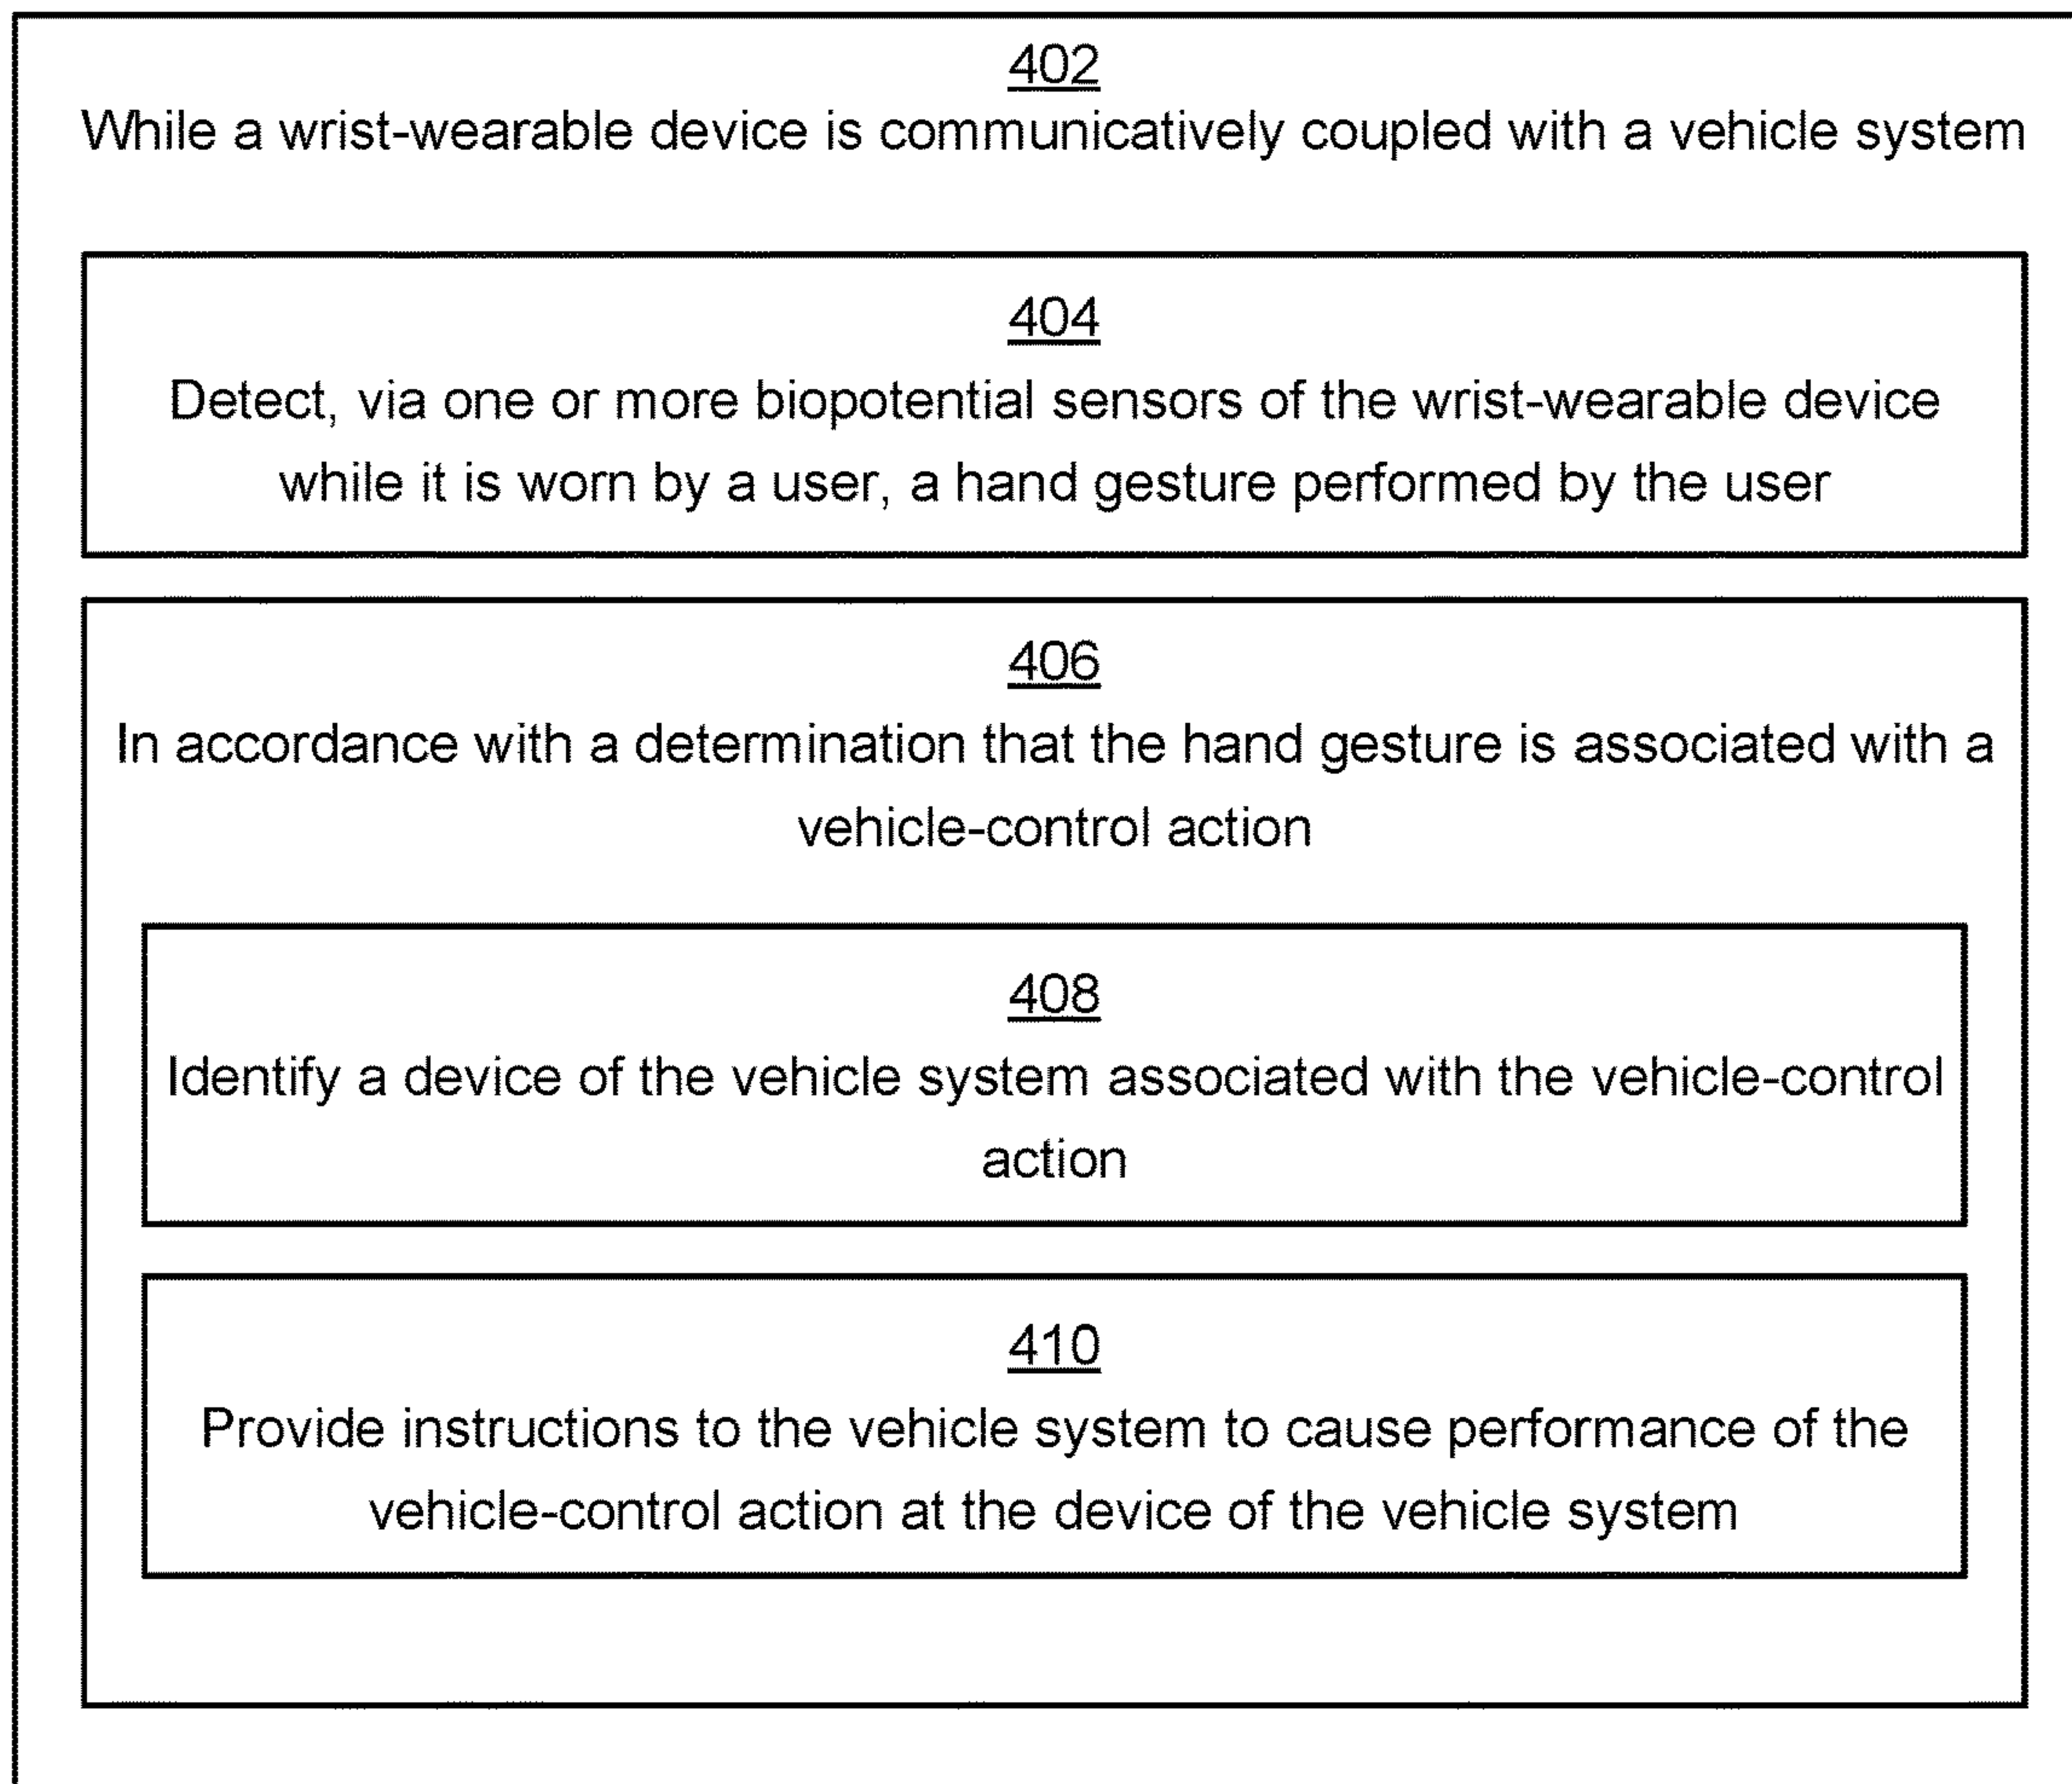 402
While a wrist-wearable device is communicatively coupled with a vehicle system
404
Detect, via one or more biopotential sensors of the wrist-wearable device
while it is worn by a user, a hand gesture performed by the user
406
In accordance with a determination that the hand gesture is associated with a
vehicle-control action
408
Identify a device of the vehicle system associated with the vehicle-control
action
410
Provide instructions to the vehicle system to cause performance of the
vehicle-control action at the device of the vehicle system